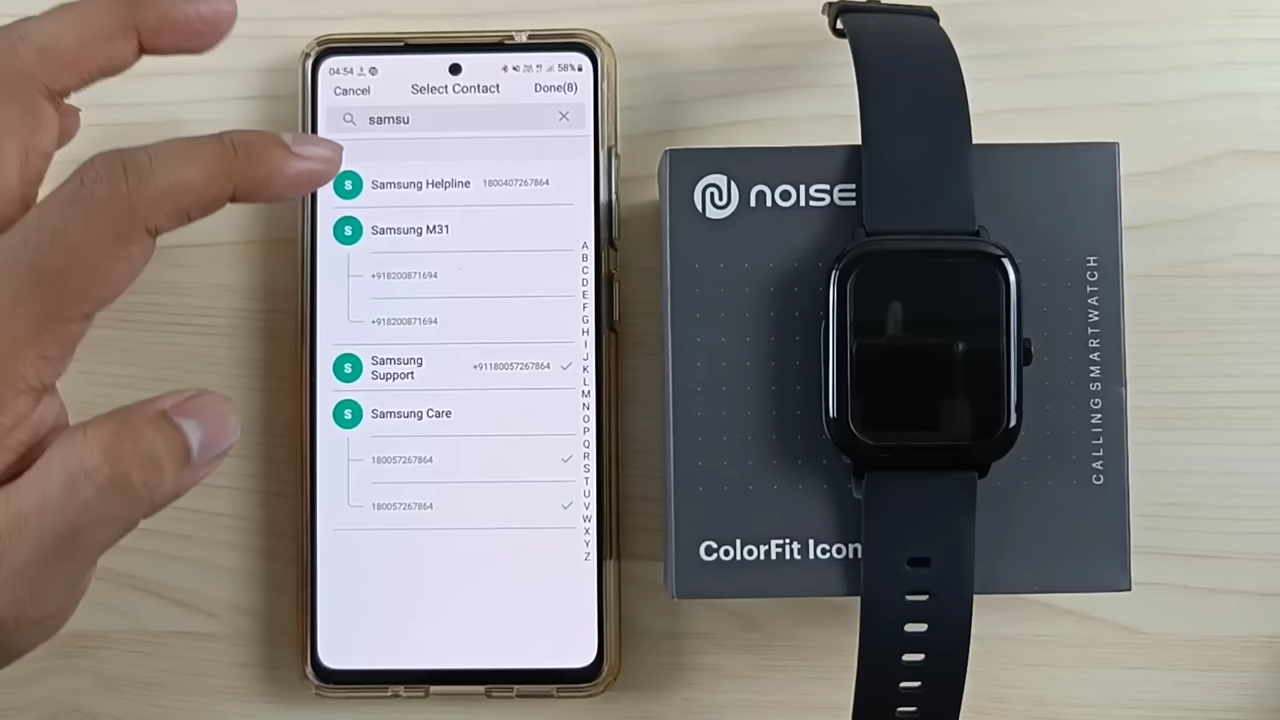 04:54 58%
Cancel Select Contact Done(8)
samsu
Samsung Helpline 1800407267864
Samsung M31
+918200871694
+918200871694
Samsung
Support
+91180057267864
Samsung Care
180057267864
180057267864
A
B
C
D
E
F
G
H
I
J
K
L
M
N
O
P
Q
R
S
T
U
V
W
X
Y
Z
NOISE
ColorFit Icon
CALLING SMARTWATCH